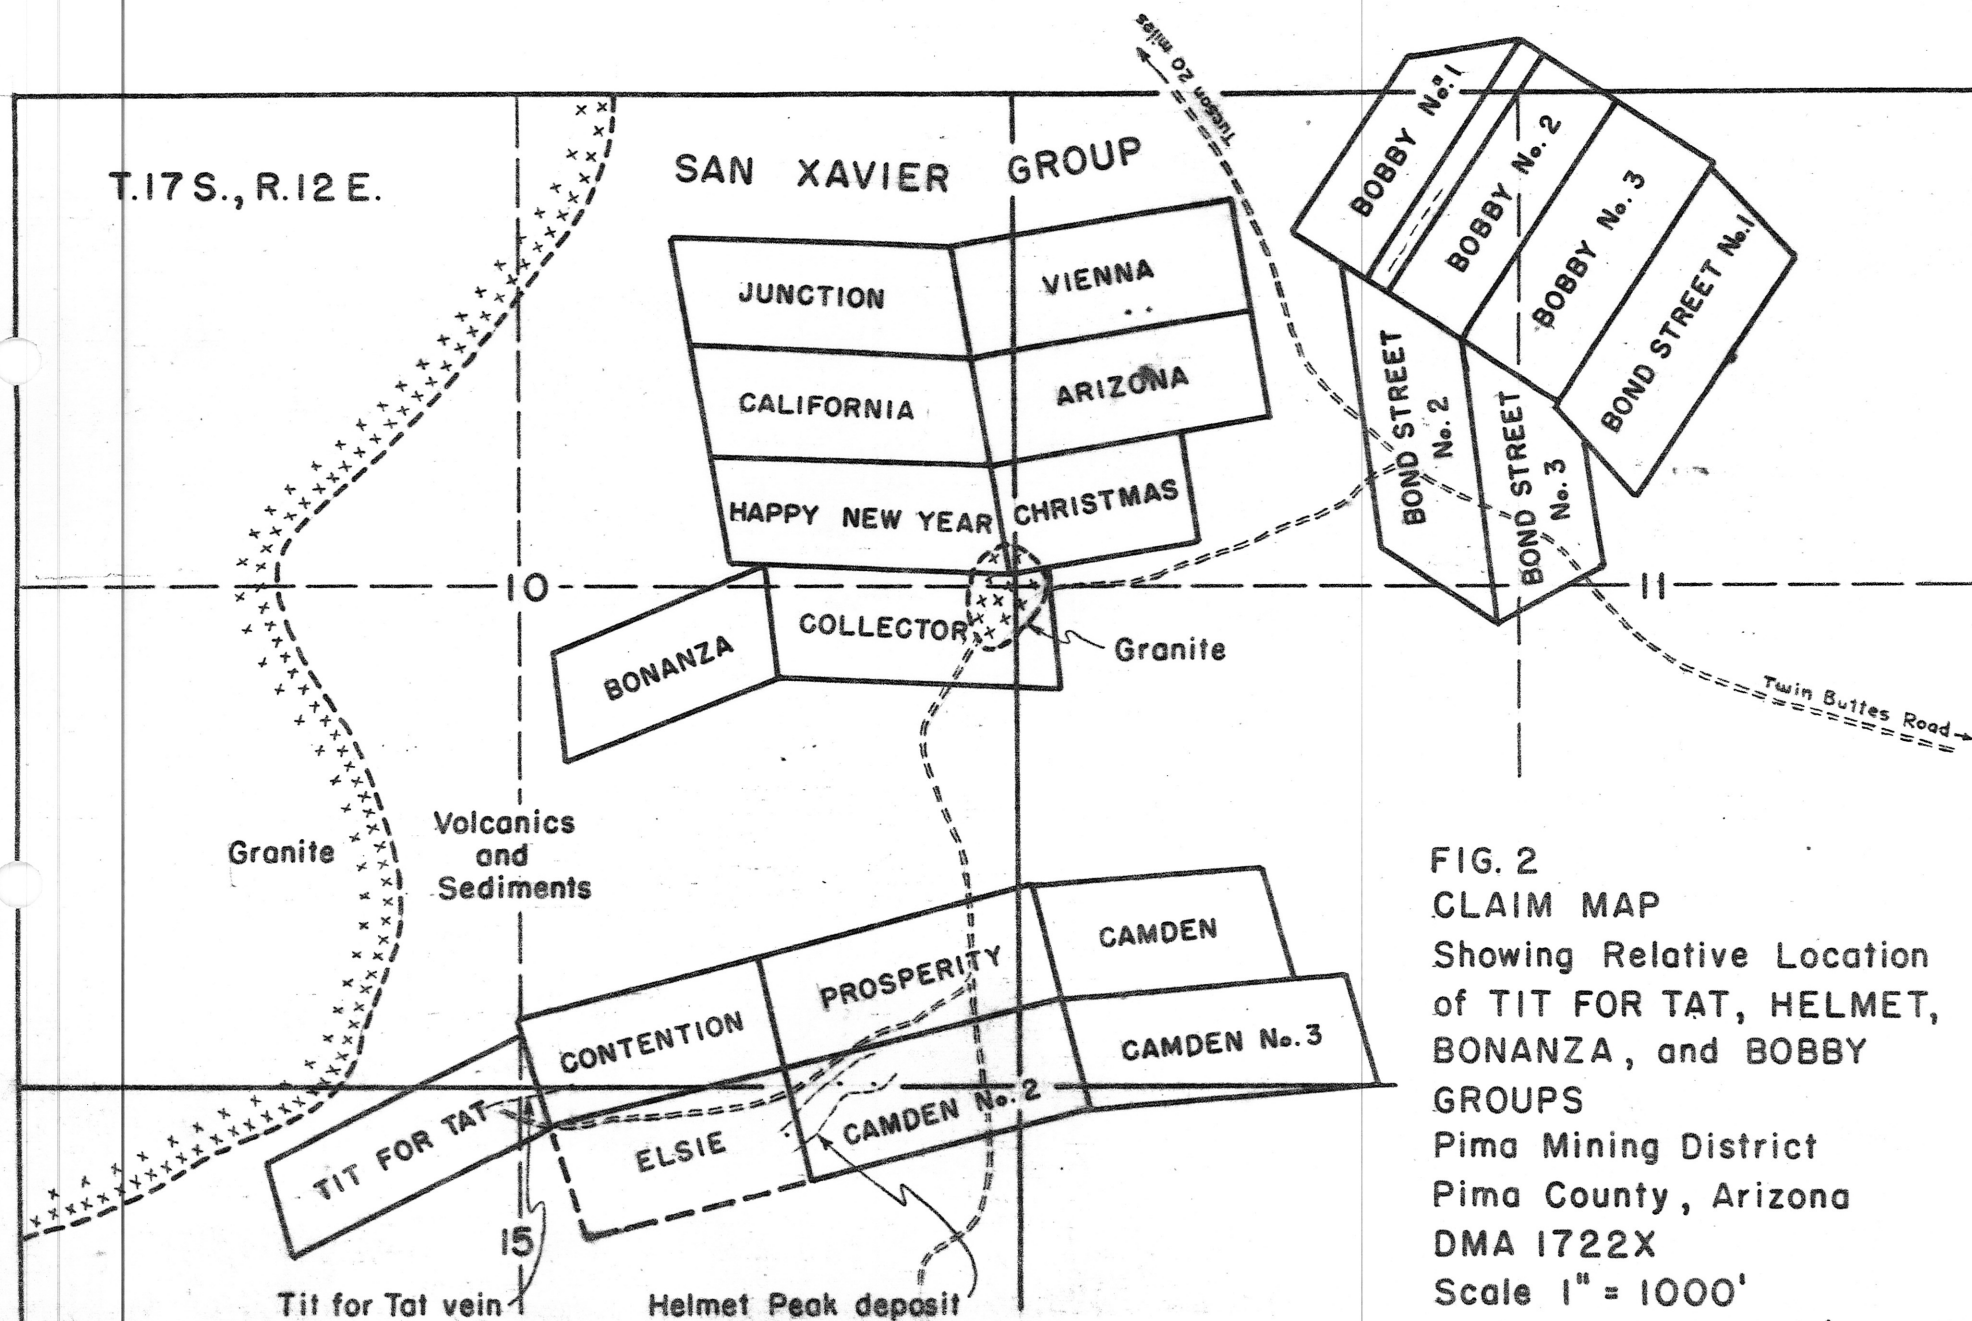 Tucson 20 miles
T.17S., R.12E.
SAN XAVIER GROUP
BOBBY No. 1
BOBBY No. 2
BOBBY No. 3
BOND STREET No. 1
JUNCTION
VIENNA
CALIFORNIA
ARIZONA
BOND STREET
No. 2
BOND STREET
No. 3
HAPPY NEW YEAR
CHRISTMAS
10
11
COLLECTOR
Granite
BONANZA
Twin Buttes Road
Volcanics
and
Sediments
Granite
CAMDEN
PROSPERITY
CONTENTION
CAMDEN No. 3
TIT FOR TAT
ELSIE
CAMDEN No. 2
15
Tit for Tat vein
Helmet Peak deposit
FIG. 2
CLAIM MAP
Showing Relative Location
of TIT FOR TAT, HELMET,
BONANZA, and BOBBY
GROUPS
Pima Mining District
Pima County, Arizona
DMA 1722X
Scale 1" = 1000'